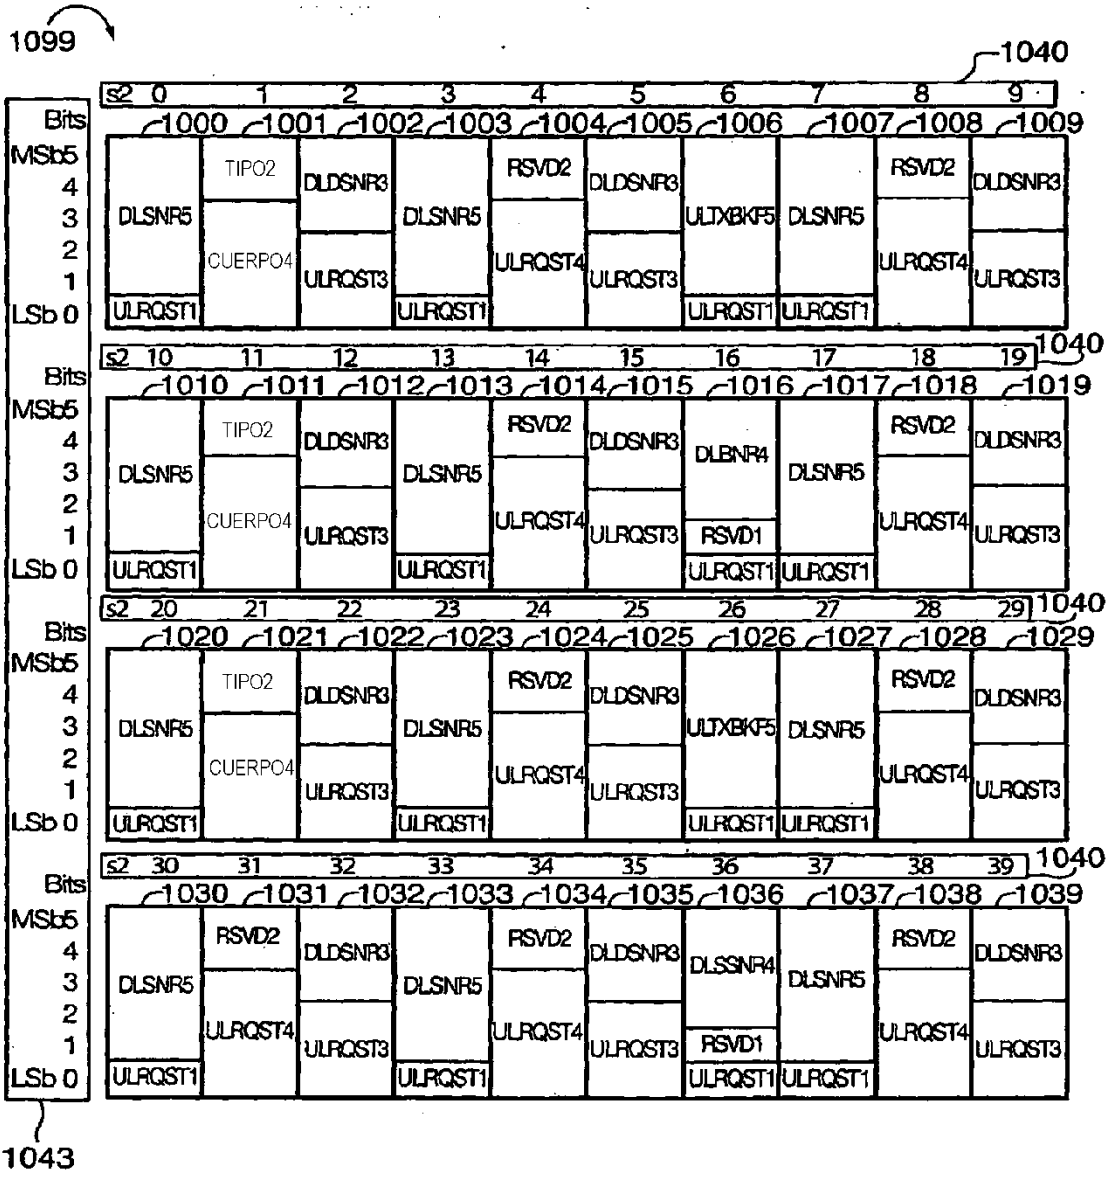 1099
1040
s2 0 1 2 3 4 5 6 7 8 9
Bits 1000 1001 1002 1003 1004 1005 1006 1007 1008 1009
MSb5 TIPO2 RSVD2 RSVD2
4 DLDSNR3 DLDSNR3 DLDSNR3
3 DLSNR5 DLSNR5 ULTXBKF5 DLSNR5
2 CUERPO4 ULRQST4 ULRQST4
1 ULRQST3 ULRQST3 ULRQST3
LSb 0 ULRQST1 ULRQST1 ULRQST1 ULRQST1
s2 10 11 12 13 14 15 16 17 18 19 1040
Bits 1010 1011 1012 1013 1014 1015 1016 1017 1018 1019
MSb5 TIPO2 RSVD2 RSVD2
4 DLDSNR3 DLDSNR3 DLBNR4 DLDSNR3
3 DLSNR5 DLSNR5 DLSNR5
2 CUERPO4 ULRQST4 ULRQST4
1 ULRQST3 ULRQST3 RSVD1 ULRQST3
LSb 0 ULRQST1 ULRQST1 ULRQST1 ULRQST1
s2 20 21 22 23 24 25 26 27 28 29 1040
Bits 1020 1021 1022 1023 1024 1025 1026 1027 1028 1029
MSb5 TIPO2 RSVD2 RSVD2
4 DLDSNR3 DLDSNR3 DLDSNR3
3 DLSNR5 DLSNR5 ULTXBKF5 DLSNR5
2 CUERPO4 ULRQST4 ULRQST4
1 ULRQST3 ULRQST3 ULRQST3
LSb 0 ULRQST1 ULRQST1 ULRQST1 ULRQST1
s2 30 31 32 33 34 35 36 37 38 39 1040
Bits 1030 1031 1032 1033 1034 1035 1036 1037 1038 1039
MSb5 RSVD2 RSVD2 RSVD2
4 DLDSNR3 DLDSNR3 DLSSNR4 DLDSNR3
3 DLSNR5 DLSNR5 DLSNR5
2 ULRQST4 ULRQST4 ULRQST4
1 ULRQST3 ULRQST3 RSVD1 ULRQST3
LSb 0 ULRQST1 ULRQST1 ULRQST1 ULRQST1
1043